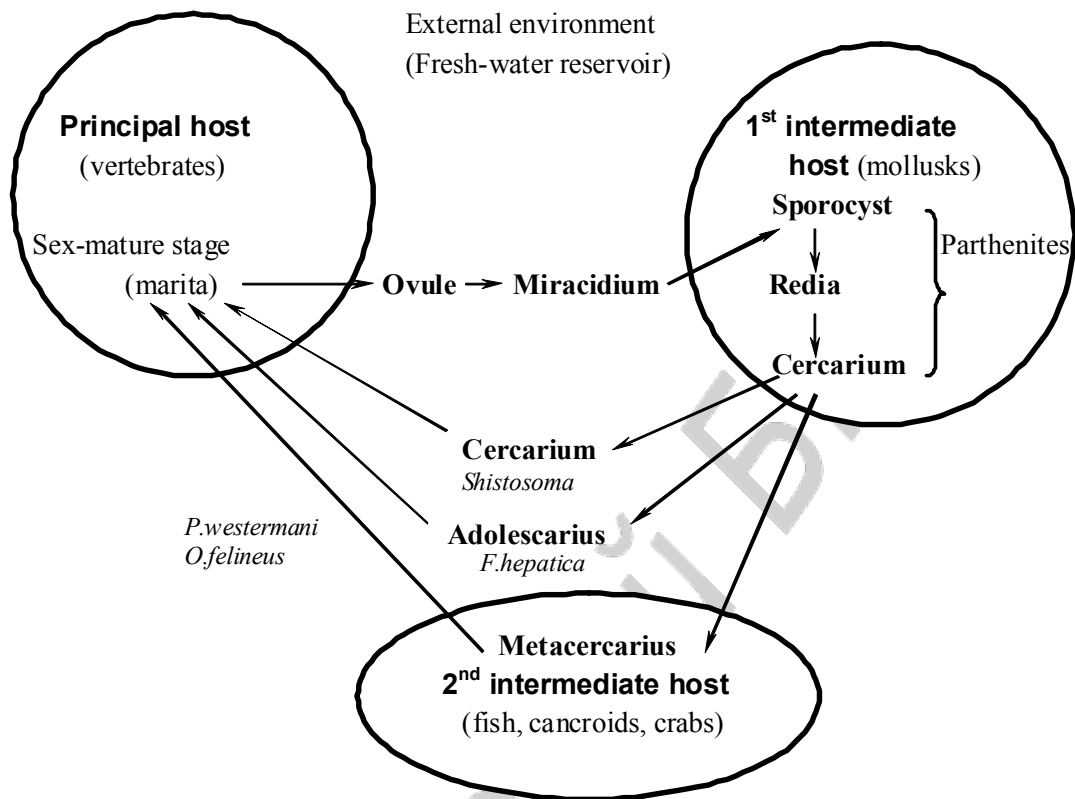 External environment
(Fresh-water reservoir)
Principal host
(vertebrates)
1st intermediate
host (mollusks)
Sporocyst
Parthenites
Sex-mature stage
(marita)
Ovule
Miracidium
Redia
Cercarium
Cercarium
Shistosoma
P.westermani
O.felineus
Adolescarius
F.hepatica
Metacercarius
2nd intermediate host
(fish, cancroids, crabs)